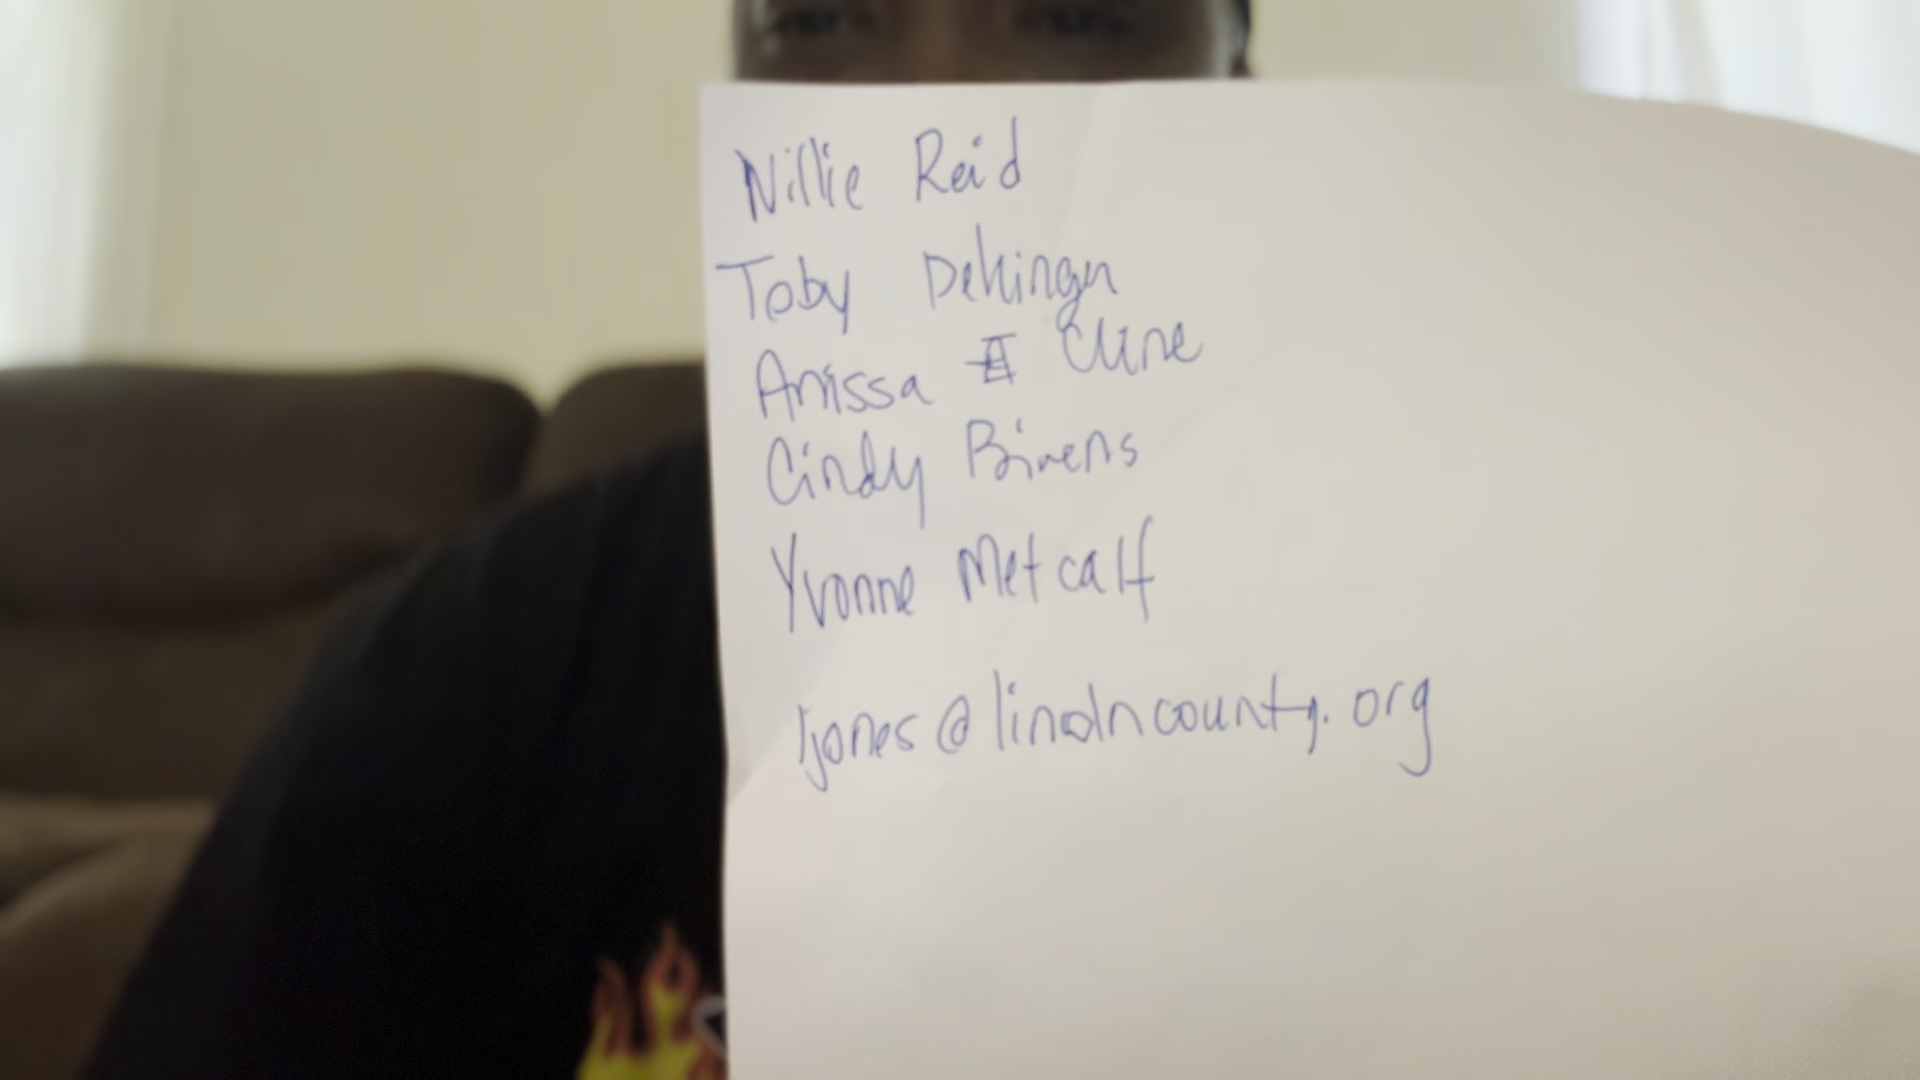 Nillie Reid
Toby
Anissa Cline
Cindy Bivens
Yvonne Metcalf
ljones@lincolncounty.org